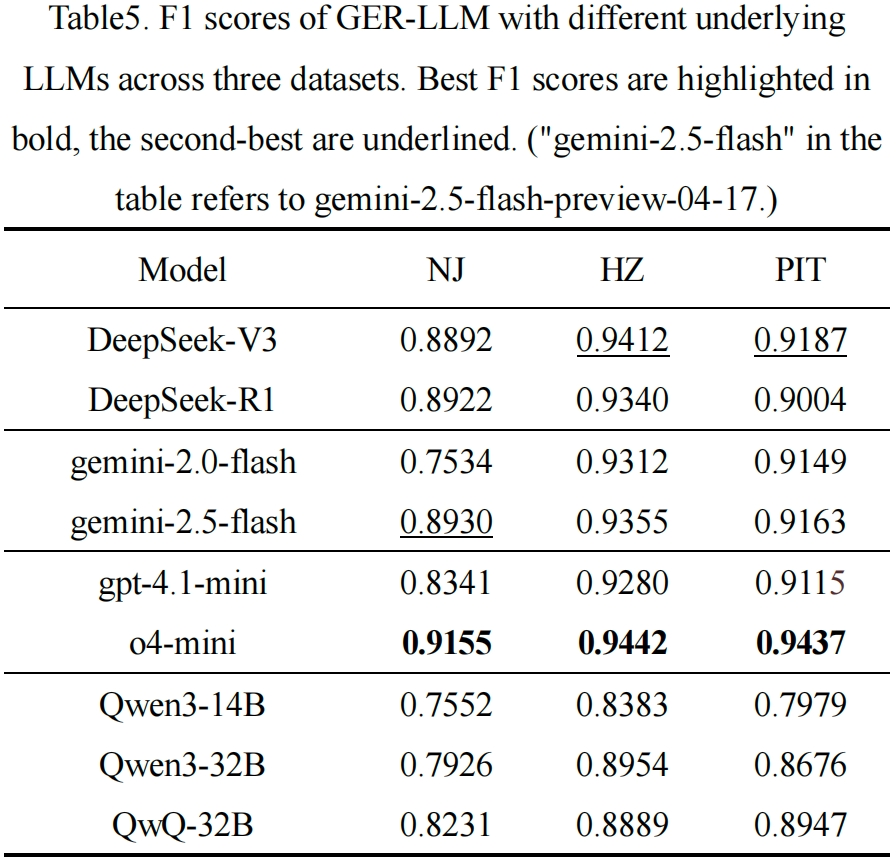 Table5. F1 scores of GER-LLM with different underlying
LLMs across three datasets. Best F1 scores are highlighted in
bold, the second-best are underlined. ("gemini-2.5-flash" in the
table refers to gemini-2.5-flash-preview-04-17.)
Model NJ HZ PIT
DeepSeek-V3 0.8892 0.9412 0.9187
DeepSeek-R1 0.8922 0.9340 0.9004
gemini-2.0-flash 0.7534 0.9312 0.9149
gemini-2.5-flash 0.8930 0.9355 0.9163
gpt-4.1-mini 0.8341 0.9280 0.9115
o4-mini 0.9155 0.9442 0.9437
Qwen3-14B 0.7552 0.8383 0.7979
Qwen3-32B 0.7926 0.8954 0.8676
QwQ-32B 0.8231 0.8889 0.8947